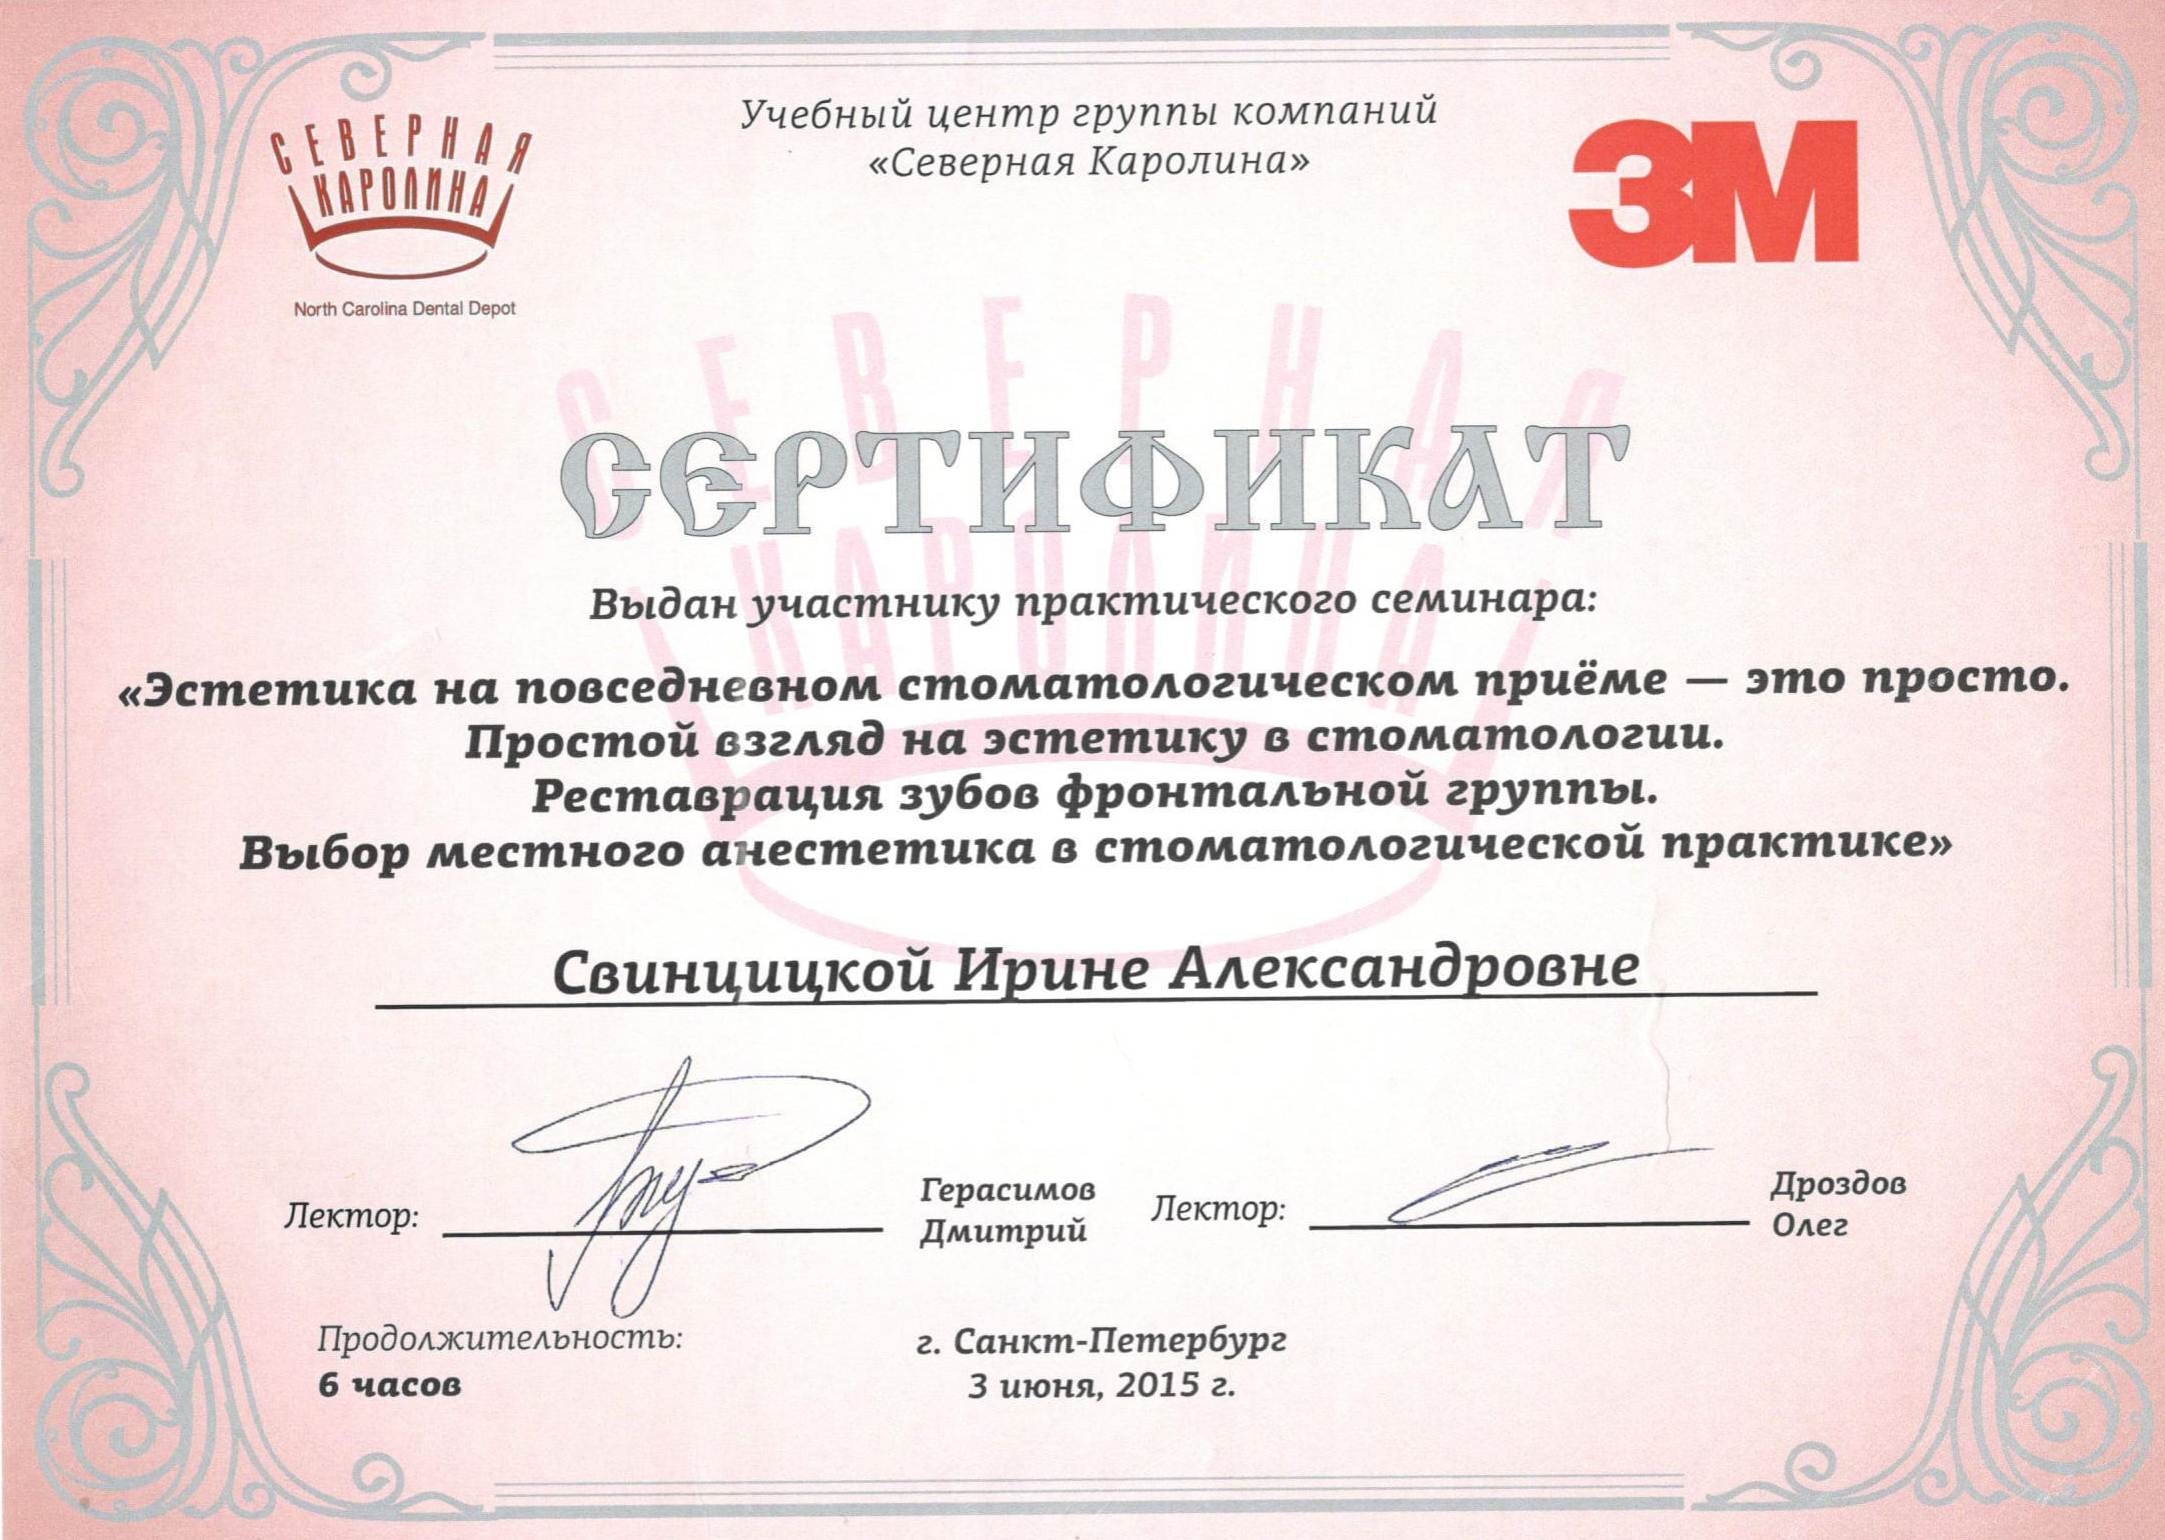 Учебный центр группы компаний
«Северная Каролина»
СЕВЕРНАЯ
КАРОЛИНА
North Carolina Dental Depot
3M
СЕВЕРНАЯ
КАРОЛИНА
СЕРТИФИКАТ
Выдан участнику практического семинара:
«Эстетика на повседневном стоматологическом приёме — это просто.
Простой взгляд на эстетику в стоматологии.
Реставрация зубов фронтальной группы.
Выбор местного анестетика в стоматологической практике»
Свинцицкой Ирине Александровне
Лектор:
Герасимов
Дмитрий
Лектор:
Дроздов
Олег
Продолжительность:
6 часов
г. Санкт-Петербург
3 июня, 2015 г.